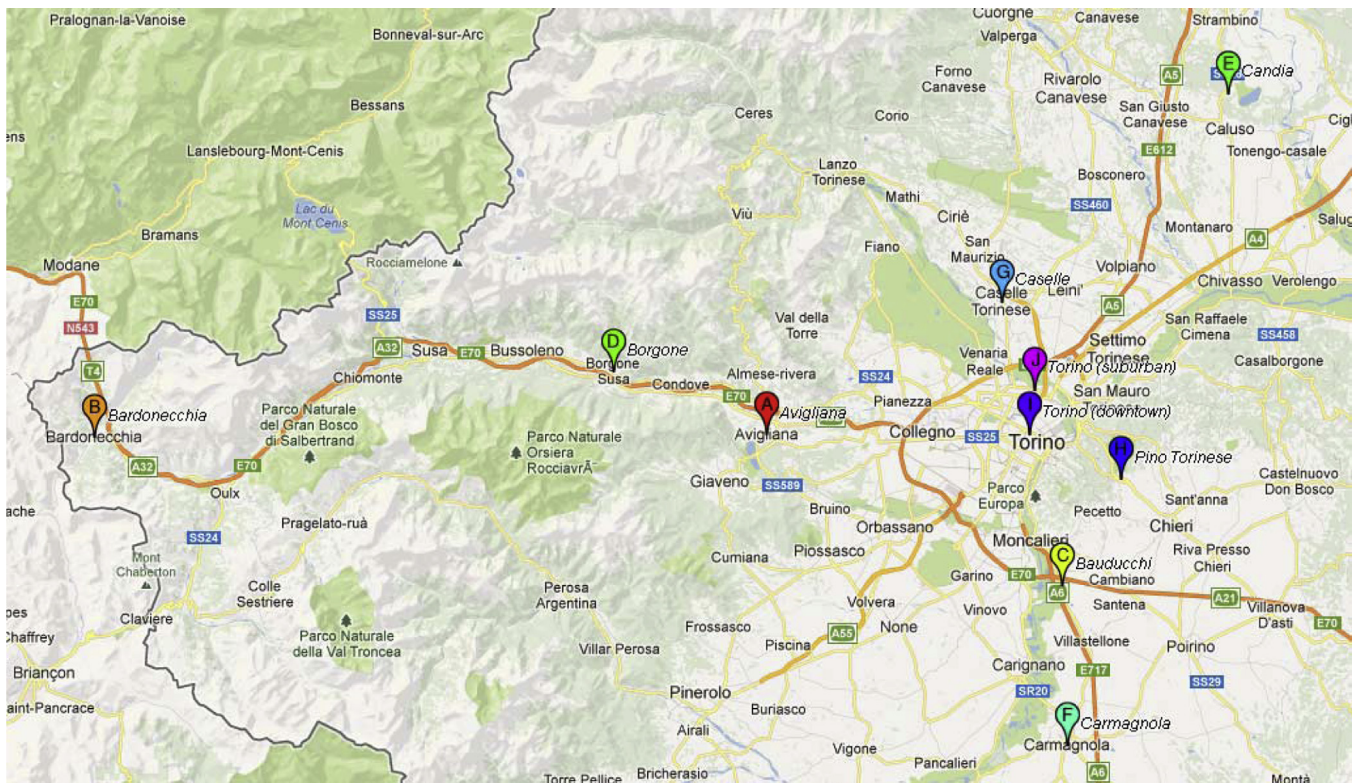 Pralognan-la-Vanoise
Bonneval-sur-Arc
Cuorgnè
Canavese
Strambino
Valperga
E
Candia
A5
Forno
Canavese
Rivarolo
Canavese
San Giusto
Canavese
Caluso
Bessans
Ceres
Corio
Tonengo-casale
Lanslebourg-Mont-Cenis
E612
Lanzo
Torinese
Bosconero
Mathi
SS460
Lac du
Mont Cenis
Viù
Ciriè
Montanaro
A4
Bramans
Fiano
San
Maurizio
Modane
Rocciamelone
G
Caselle
Volpiano
Chivasso
Verolengo
E70
Caselle
Torinese
Leini'
A5
SS25
N543
Val della
Torre
San Raffaele
Cimena
SS458
D
Borgone
Settimo
Torinese
A32
Susa
E70
Bussoleno
Borgone
Susa
Venaria
Reale
J
Torino (suburban)
Casalborgone
T4
Chiomonte
Condove
Almese-rivera
SS24
E70
San Mauro
B
Bardonecchia
Parco Naturale
del Gran Bosco
di Salbertrand
A
Avigliana
Pianezza
I
Torino (downtown)
Bardonecchia
Parco Naturale
Orsiera
RocciavrÃ
Avigliana
Collegno
SS25
Torino
H
Pino Torinese
A32
E70
Oulx
Giaveno
SS589
Parco
Europa
Castelnuovo
Don Bosco
Sant'anna
Bruino
Pecetto
Pragelato-ruà
Orbassano
Chieri
SS24
Moncalieri
Mont
Chaberton
Cumiana
Piossasco
C
Bauducchi
Riva Presso
Chieri
Colle
Sestriere
Perosa
Argentina
Garino
E70
Cambiano
A6
Santena
A21
Villanova
D'asti
Claviere
Volvera
Vinovo
E70
Chaffrey
Parco Naturale
della Val Troncea
Frossasco
None
A55
Villastellone
Villar Perosa
Piscina
Poirino
Briançon
Carignano
E717
Pinerolo
SR20
SS29
aint-Pancrace
Buriasco
F
Carmagnola
Airali
Carmagnola
Vigone
Pancalieri
Torre Pellice
Bricherasio
A6
Montà